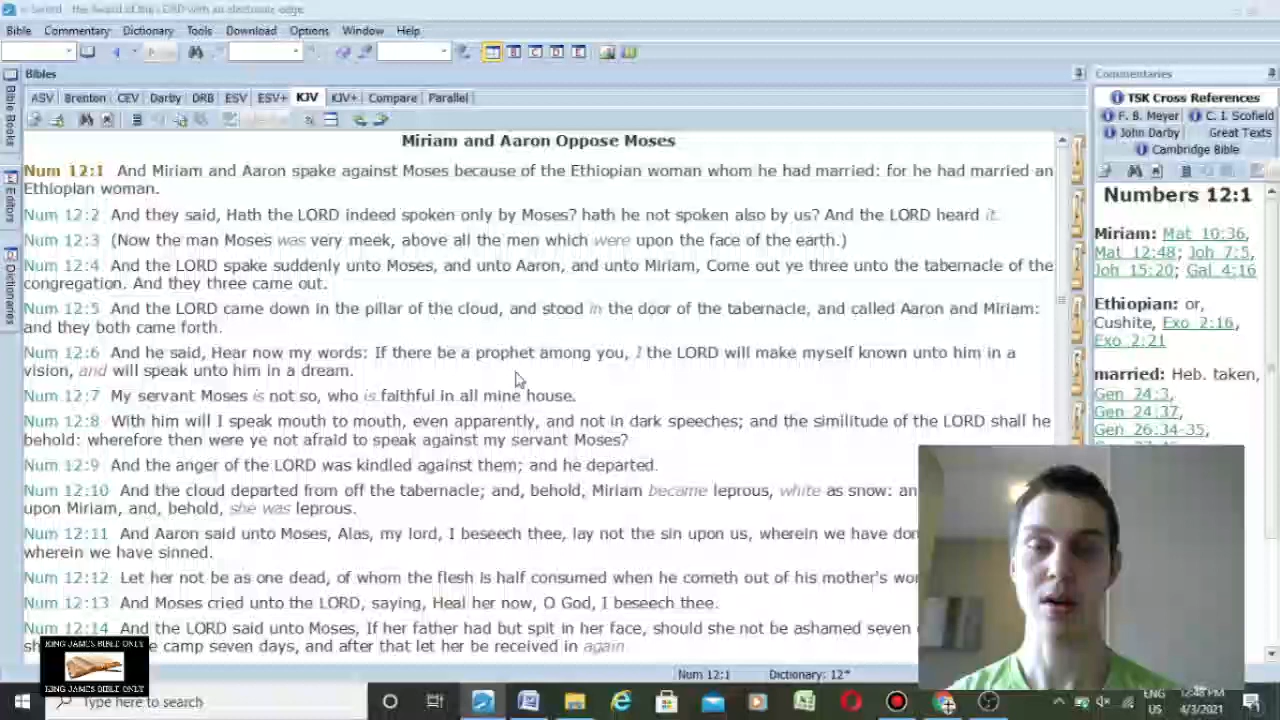 e-Sword - the Sword of the LORD with an electronic edge
Bible Commentary Dictionary Tools Download Options Window Help
Bibles
Commentaries
ASV Brenton CEV Darby DRB ESV ESV+ KJV KJV+ Compare Parallel
TSK Cross References
F. B. Meyer C. I. Scofield
John Darby Great Texts
Cambridge Bible
Bible Books
Editors
Dictionaries
Miriam and Aaron Oppose Moses
Num 12:1 And Miriam and Aaron spake against Moses because of the Ethiopian woman whom he had married: for he had married an
Ethiopian woman.
Num 12:2 And they said, Hath the LORD indeed spoken only by Moses? hath he not spoken also by us? And the LORD heard it.
Num 12:3 (Now the man Moses was very meek, above all the men which were upon the face of the earth.)
Num 12:4 And the LORD spake suddenly unto Moses, and unto Aaron, and unto Miriam, Come out ye three unto the tabernacle of the
congregation. And they three came out.
Num 12:5 And the LORD came down in the pillar of the cloud, and stood in the door of the tabernacle, and called Aaron and Miriam:
and they both came forth.
Num 12:6 And he said, Hear now my words: If there be a prophet among you, I the LORD will make myself known unto him in a
vision, and will speak unto him in a dream.
Num 12:7 My servant Moses is not so, who is faithful in all mine house.
Num 12:8 With him will I speak mouth to mouth, even apparently, and not in dark speeches; and the similitude of the LORD shall he
behold: wherefore then were ye not afraid to speak against my servant Moses?
Num 12:9 And the anger of the LORD was kindled against them; and he departed.
Num 12:10 And the cloud departed from off the tabernacle; and, behold, Miriam became leprous, white as snow: an
upon Miriam, and, behold, she was leprous.
Num 12:11 And Aaron said unto Moses, Alas, my lord, I beseech thee, lay not the sin upon us, wherein we have don
wherein we have sinned.
Num 12:12 Let her not be as one dead, of whom the flesh is half consumed when he cometh out of his mother's wo
Num 12:13 And Moses cried unto the LORD, saying, Heal her now, O God, I beseech thee.
Num 12:14 And the LORD said unto Moses, If her father had but spit in her face, should she not be ashamed seven
camp seven days, and after that let her be received in again.
Numbers 12:1
Miriam: Mat 10:36,
Mat 12:48; Joh 7:5,
Joh 15:20; Gal 4:16
Ethiopian: or,
Cushite, Exo 2:16,
Exo 2:21
married: Heb. taken,
Gen 24:3,
Gen 24:37,
Gen 26:34-35,
KING JAMES BIBLE ONLY
KING JAMES BIBLE ONLY
Num 12:1 Dictionary: 12*
Type here to search
ENG
US
12:48 PM
4/3/2021